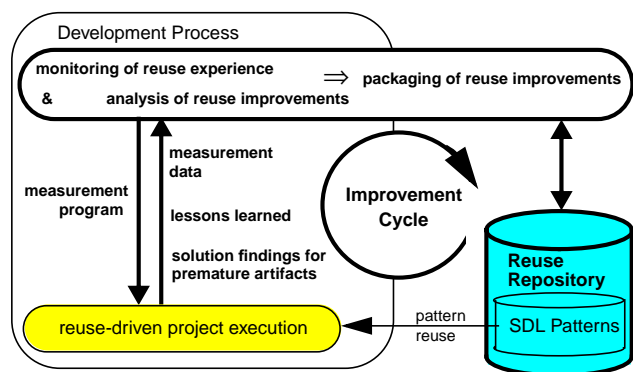 Development Process
monitoring of reuse experience ⇒ packaging of reuse improvements
& analysis of reuse improvements
measurement
program
measurement
data
lessons learned
solution findings for
premature artifacts
Improvement
Cycle
Reuse
Repository
SDL Patterns
pattern
reuse
reuse-driven project execution